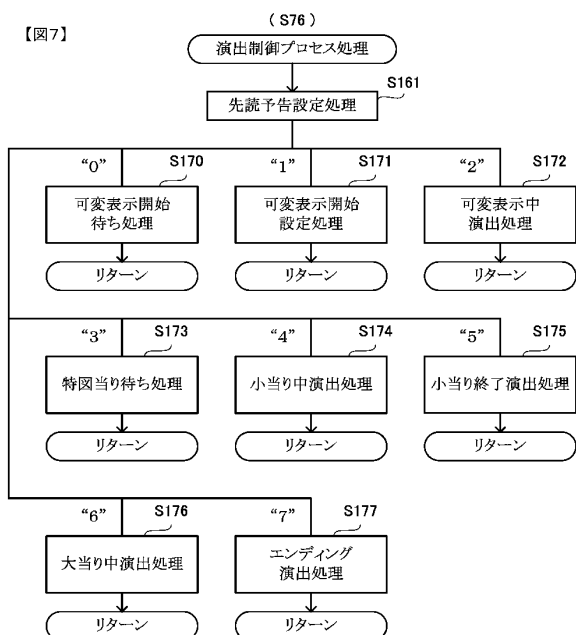 【図7】
(S76)
演出制御プロセス処理
S161
先読予告設定処理
“0”
S170
可変表示開始
待ち処理
リターン
“1”
S171
可変表示開始
設定処理
リターン
“2”
S172
可変表示中
演出処理
リターン
“3”
S173
特図当り待ち処理
リターン
“4”
S174
小当り中演出処理
リターン
“5”
S175
小当り終了演出処理
リターン
“6”
S176
大当り中演出処理
リターン
“7”
S177
エンディング
演出処理
リターン